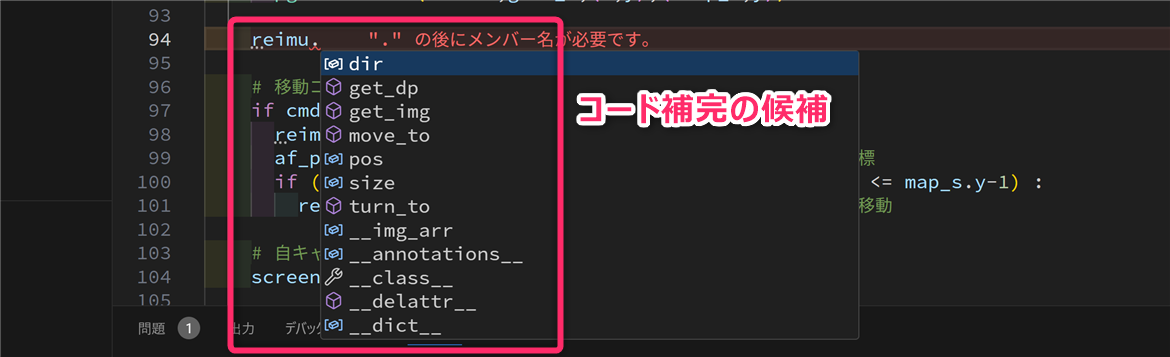 93
94 reimu. "." の後にメンバー名が必要です。
95 dir
96 # 移動コ get_dp
97 if cmd get_img
コード補完の候補
98 reim move_to
99 af_p pos 標
100 if ( size <= map_s.y-1) :
101 re turn_to 移動
102 __img_arr
103 # 自キャ __annotations__
104 screen __class__
105 __delattr__
問題 1 出力 デバッグ __dict__